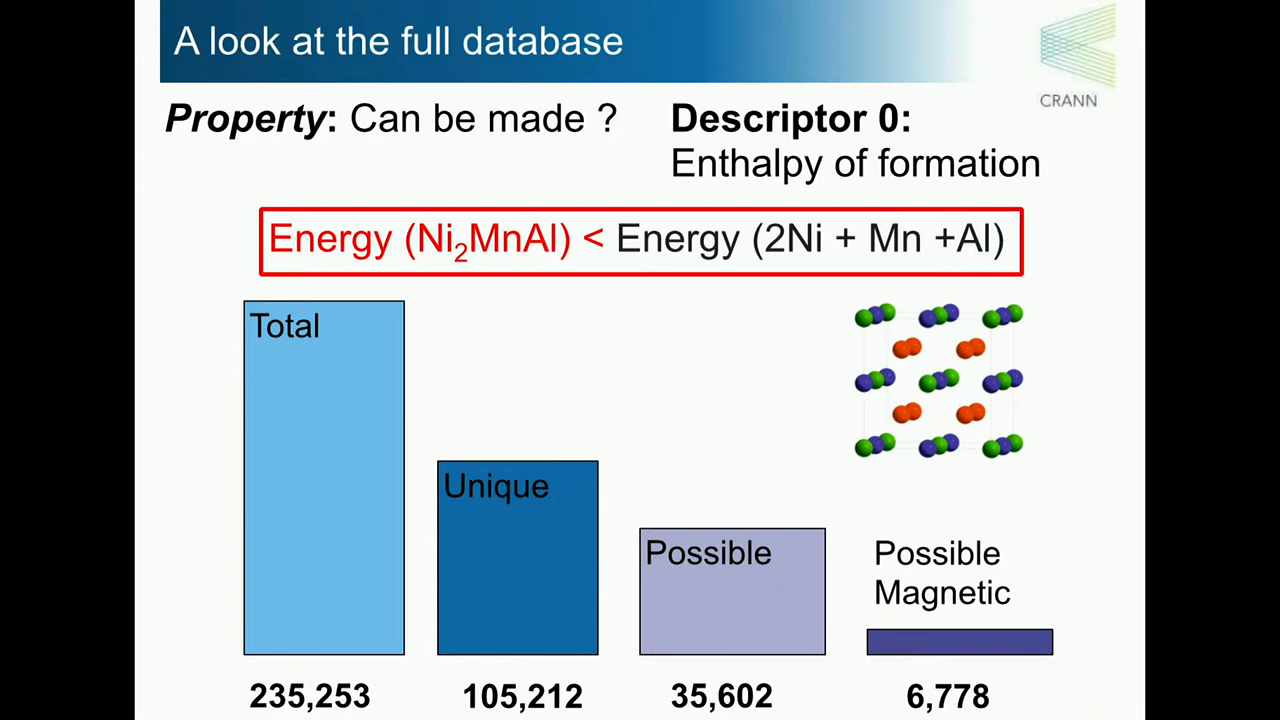 A look at the full database
CRANN
Property: Can be made ?
Descriptor 0:
Enthalpy of formation
Energy (Ni₂MnAl) < Energy (2Ni + Mn +Al)
Total
Unique
Possible
Possible
Magnetic
235,253
105,212
35,602
6,778